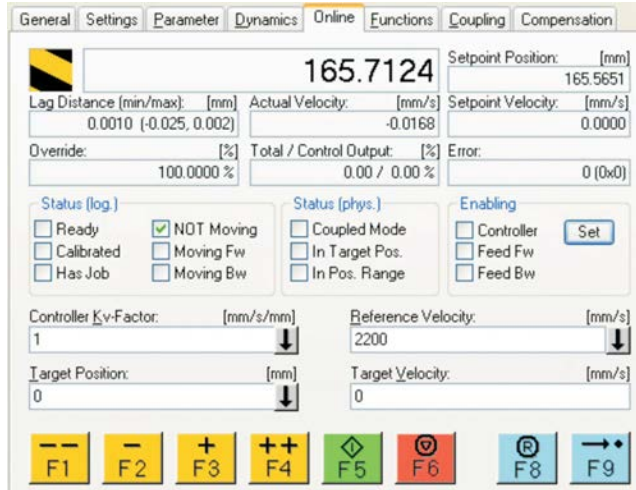 General Settings Parameter Dynamics Online Functions Coupling Compensation
165.7124
Setpoint Position: [mm]
165.5651
Lag Distance (min/max): [mm] Actual Velocity: [mm/s] Setpoint Velocity: [mm/s]
0.0010 (-0.025, 0.002) -0.0168 0.0000
Override: [%] Total / Control Output: [%] Error:
100.0000 % 0.00 / 0.00 % 0 (0x0)
Status (log.) Status (phys.) Enabling
Ready NOT Moving Coupled Mode Controller Set
Calibrated Moving Fw In Target Pos. Feed Fw
Has Job Moving Bw In Pos. Range Feed Bw
Controller Kv-Factor: [mm/s/mm] Reference Velocity: [mm/s]
1 2200
Target Position: [mm] Target Velocity: [mm/s]
0 0
-- - + ++ R
F1 F2 F3 F4 F5 F6 F8 F9